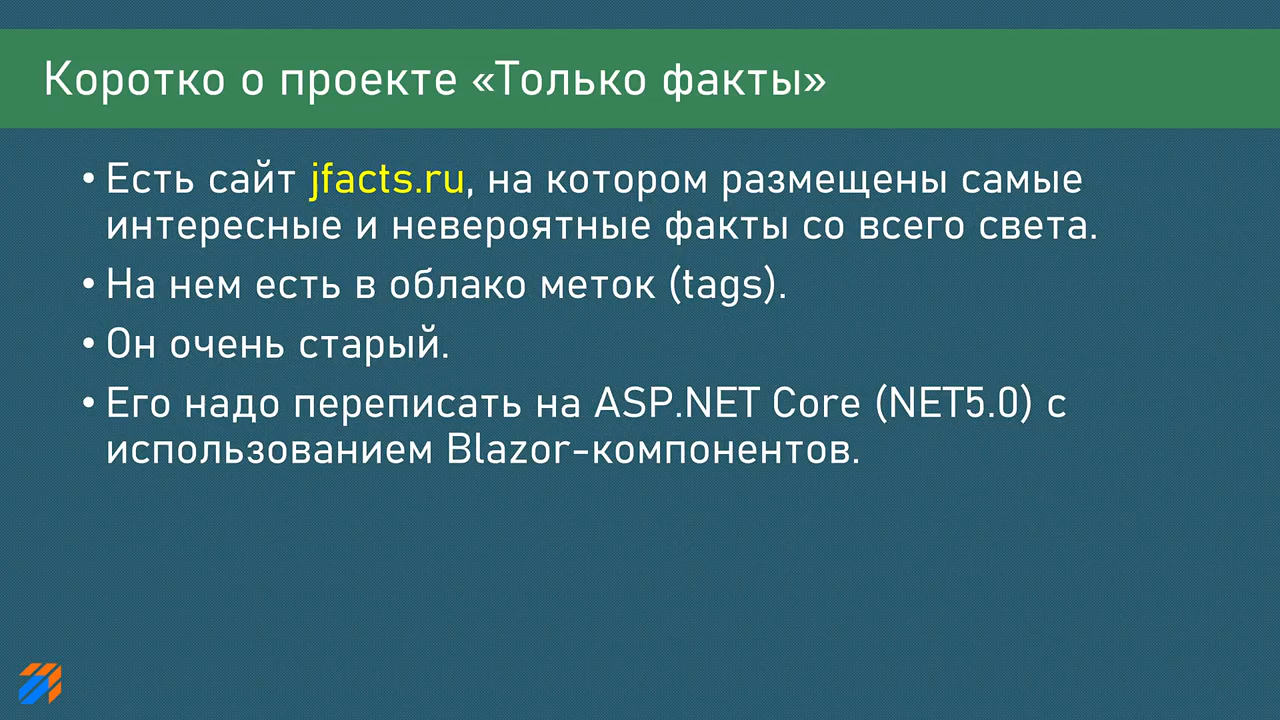 Коротко о проекте «Только факты»
• Есть сайт jfacts.ru, на котором размещены самые
интересные и невероятные факты со всего света.
• На нем есть в облако меток (tags).
• Он очень старый.
• Его надо переписать на ASP.NET Core (NET5.0) с
использованием Blazor-компонентов.